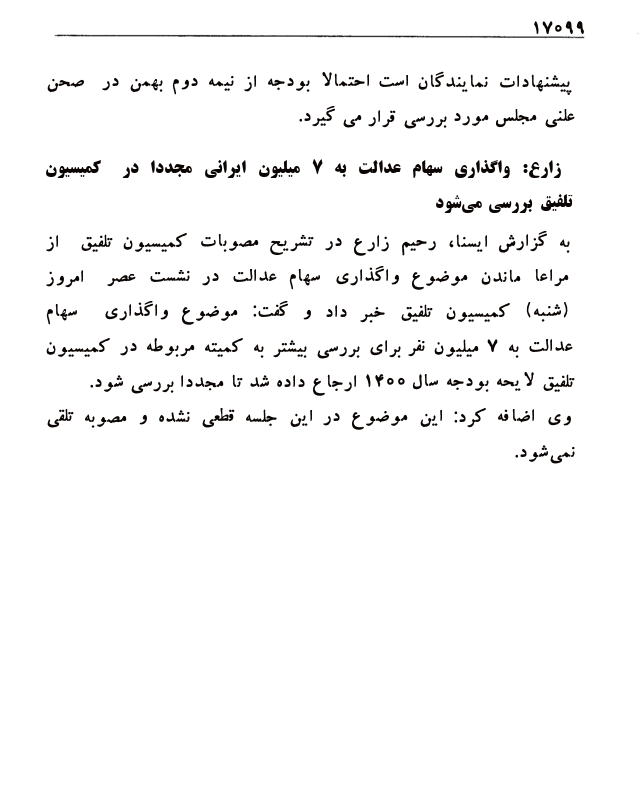 ۱۷۰۹۹
پیشنهادات نمایندگان است احتمالا بودجه از نیمه دوم بهمن در صحن
علنی مجلس مورد بررسی قرار می گیرد.
زارع: واگذاری سهام عدالت به ۷ میلیون ایرانی مجددا در کمیسیون
تلفیق بررسی می‌شود
به گزارش ایسنا، رحیم زارع در تشریح مصوبات کمیسیون تلفیق از
مراعا ماندن موضوع واگذاری سهام عدالت در نشست عصر امروز
(شنبه) کمیسیون تلفیق خبر داد و گفت: موضوع واگذاری سهام
عدالت به ۷ میلیون نفر برای بررسی بیشتر به کمیته مربوطه در کمیسیون
تلفیق لایحه بودجه سال ۱۴۰۰ ارجاع داده شد تا مجددا بررسی شود.
وی اضافه کرد: این موضوع در این جلسه قطعی نشده و مصوبه تلقی
نمی‌شود.